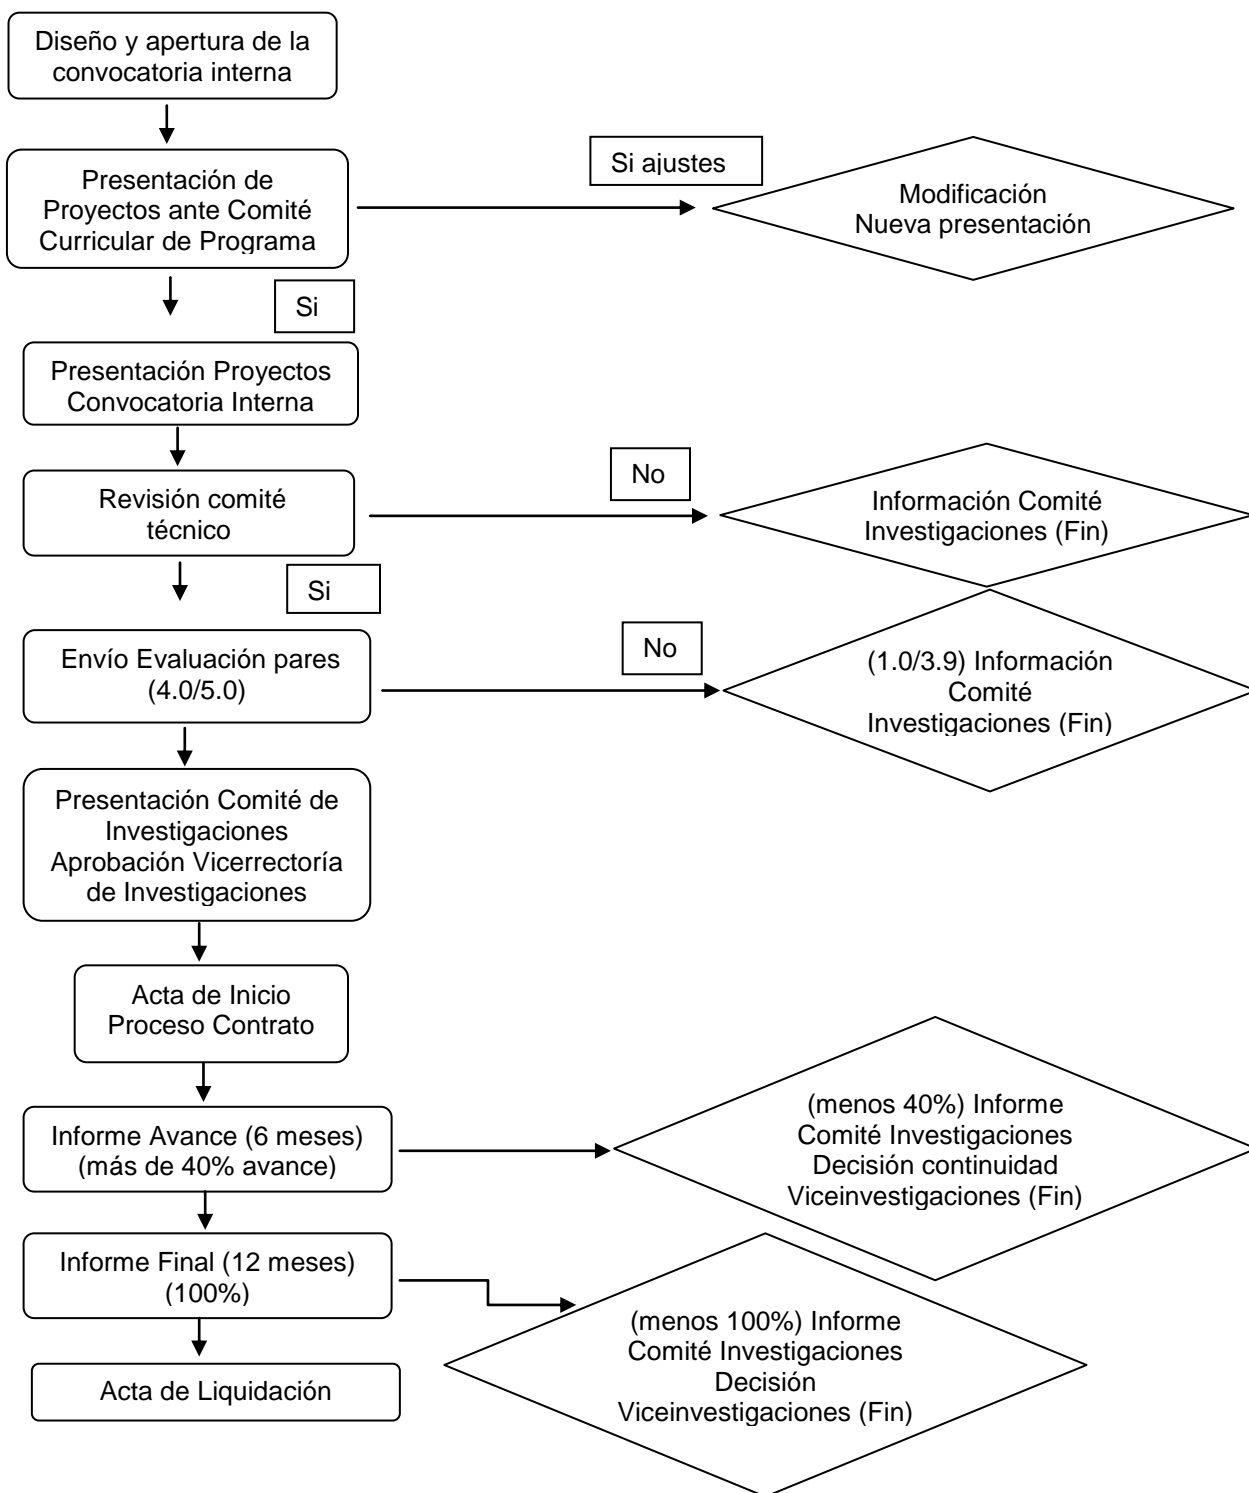 Diseño y apertura de la
convocatoria interna
Presentación de
Proyectos ante Comité
Curricular de Programa
Si ajustes
Modificación
Nueva presentación
Si
Presentación Proyectos
Convocatoria Interna
Revisión comité
técnico
No
Información Comité
Investigaciones (Fin)
Si
Envío Evaluación pares
(4.0/5.0)
No
(1.0/3.9) Información
Comité
Investigaciones (Fin)
Presentación Comité de
Investigaciones
Aprobación Vicerrectoría
de Investigaciones
Acta de Inicio
Proceso Contrato
Informe Avance (6 meses)
(más de 40% avance)
(menos 40%) Informe
Comité Investigaciones
Decisión continuidad
Viceinvestigaciones (Fin)
Informe Final (12 meses)
(100%)
(menos 100%) Informe
Comité Investigaciones
Decisión
Viceinvestigaciones (Fin)
Acta de Liquidación